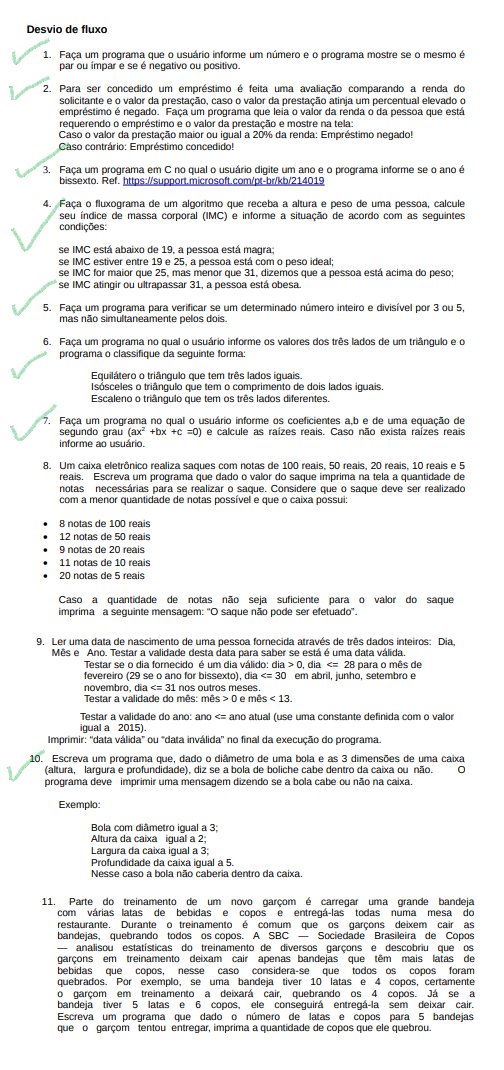 Desvio de fluxo
1. Faça um programa que o usuário informe um número e o programa mostre se o mesmo é
par ou ímpar e se é negativo ou positivo.
2. Para ser concedido um empréstimo é feita uma avaliação comparando a renda do
solicitante e o valor da prestação, caso o valor da prestação atinja um percentual elevado o
empréstimo é negado. Faça um programa que leia o valor da renda o da pessoa que está
requerendo o empréstimo e o valor da prestação e mostre na tela:
Caso o valor da prestação maior ou igual a 20% da renda: Empréstimo negado!
Caso contrário: Empréstimo concedido!
3. Faça um programa em C no qual o usuário digite um ano e o programa informe se o ano é
bissexto. Ref. https://support.microsoft.com/pt-br/kb/214019
4. Faça o fluxograma de um algoritmo que receba a altura e peso de uma pessoa, calcule
seu índice de massa corporal (IMC) e informe a situação de acordo com as seguintes
condições:
se IMC está abaixo de 19, a pessoa está magra;
se IMC estiver entre 19 e 25, a pessoa está com o peso ideal;
se IMC for maior que 25, mas menor que 31, dizemos que a pessoa está acima do peso;
se IMC atingir ou ultrapassar 31, a pessoa está obesa.
5. Faça um programa para verificar se um determinado número inteiro e divisível por 3 ou 5,
mas não simultaneamente pelos dois.
6. Faça um programa no qual o usuário informe os valores dos três lados de um triângulo e o
programa o classifique da seguinte forma:
Equilátero o triângulo que tem três lados iguais.
Isósceles o triângulo que tem o comprimento de dois lados iguais.
Escaleno o triângulo que tem os três lados diferentes.
7. Faça um programa no qual o usuário informe os coeficientes a,b e de uma equação de
segundo grau (ax² +bx +c =0) e calcule as raízes reais. Caso não exista raízes reais
informe ao usuário.
8. Um caixa eletrônico realiza saques com notas de 100 reais, 50 reais, 20 reais, 10 reais e 5
reais. Escreva um programa que dado o valor do saque imprima na tela a quantidade de
notas necessárias para se realizar o saque. Considere que o saque deve ser realizado
com a menor quantidade de notas possível e que o caixa possui:
• 8 notas de 100 reais
• 12 notas de 50 reais
• 9 notas de 20 reais
• 11 notas de 10 reais
• 20 notas de 5 reais
Caso a quantidade de notas não seja suficiente para o valor do saque
imprima a seguinte mensagem: “O saque não pode ser efetuado”.
9. Ler uma data de nascimento de uma pessoa fornecida através de três dados inteiros: Dia,
Mês e Ano. Testar a validade desta data para saber se está é uma data válida.
Testar se o dia fornecido é um dia válido: dia > 0, dia <= 28 para o mês de
fevereiro (29 se o ano for bissexto), dia <= 30 em abril, junho, setembro e
novembro, dia <= 31 nos outros meses.
Testar a validade do mês: mês > 0 e mês < 13.
Testar a validade do ano: ano <= ano atual (use uma constante definida com o valor
igual a 2015).
Imprimir: “data válida” ou “data inválida” no final da execução do programa.
10. Escreva um programa que, dado o diâmetro de uma bola e as 3 dimensões de uma caixa
(altura, largura e profundidade), diz se a bola de boliche cabe dentro da caixa ou não. O
programa deve imprimir uma mensagem dizendo se a bola cabe ou não na caixa.
Exemplo:
Bola com diâmetro igual a 3;
Altura da caixa igual a 2;
Largura da caixa igual a 3;
Profundidade da caixa igual a 5.
Nesse caso a bola não caberia dentro da caixa.
11. Parte do treinamento de um novo garçom é carregar uma grande bandeja
com várias latas de bebidas e copos e entregá-las todas numa mesa do
restaurante. Durante o treinamento é comum que os garçons deixem cair as
bandejas, quebrando todos os copos. A SBC — Sociedade Brasileira de Copos
— analisou estatísticas do treinamento de diversos garçons e descobriu que os
garçons em treinamento deixam cair apenas bandejas que têm mais latas de
bebidas que copos, nesse caso considera-se que todos os copos foram
quebrados. Por exemplo, se uma bandeja tiver 10 latas e 4 copos, certamente
o garçom em treinamento a deixará cair, quebrando os 4 copos. Já se a
bandeja tiver 5 latas e 6 copos, ele conseguirá entregá-la sem deixar cair.
Escreva um programa que dado o número de latas e copos para 5 bandejas
que o garçom tentou entregar, imprima a quantidade de copos que ele quebrou.